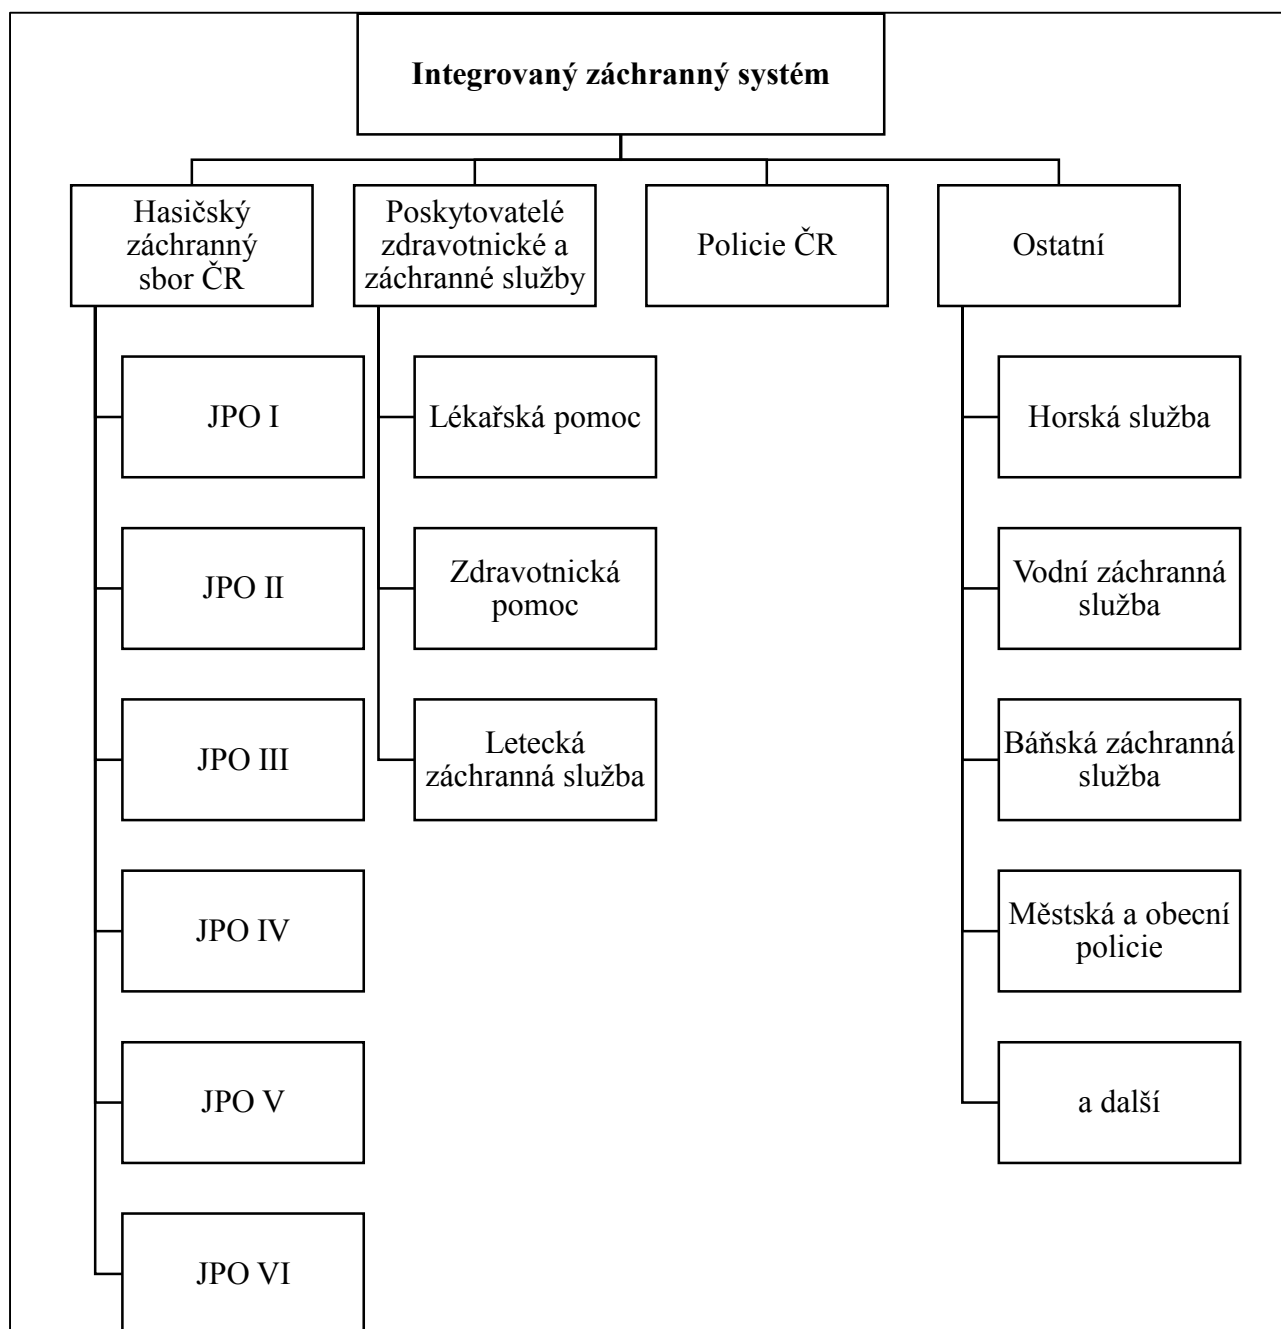 Integrovaný záchranný systém
Hasičský
záchranný
sbor ČR
JPO I
JPO II
JPO III
JPO IV
JPO V
JPO VI
Poskytovatelé
zdravotnické a
záchranné služby
Lékařská pomoc
Zdravotnická
pomoc
Letecká
záchranná služba
Policie ČR
Ostatní
Horská služba
Vodní záchranná
služba
Báňská záchranná
služba
Městská a obecní
policie
a další